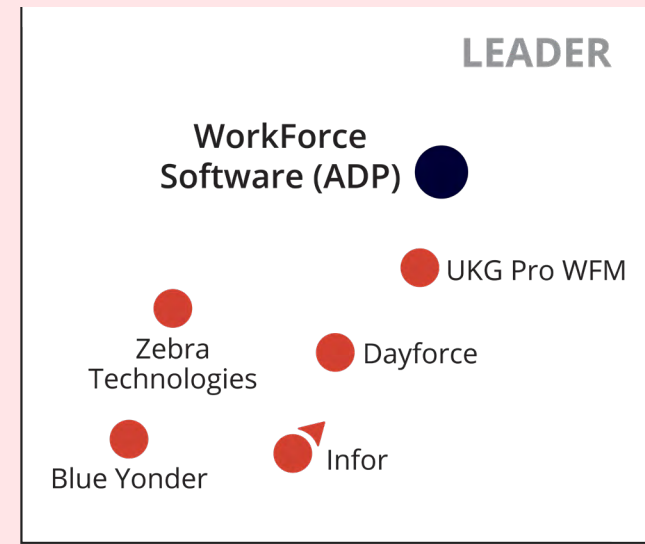 LEADER
WorkForce
Software (ADP)
UKG Pro WFM
Zebra
Technologies
Dayforce
Infor
Blue Yonder